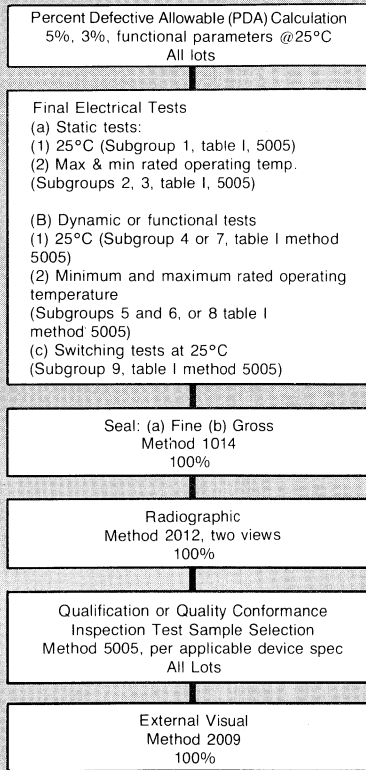 Percent Defective Allowable (PDA) Calculation
5%, 3%, functional parameters @25°C
All lots
Final Electrical Tests
(a) Static tests:
(1) 25°C (Subgroup 1, table I, 5005)
(2) Max & min rated operating temp.
(Subgroups 2, 3, table I, 5005)
(B) Dynamic or functional tests
(1) 25°C (Subgroup 4 or 7, table I method
5005)
(2) Minimum and maximum rated operating
temperature
(Subgroups 5 and 6, or 8 table I
method 5005)
(c) Switching tests at 25°C
(Subgroup 9, table I method 5005)
Seal: (a) Fine (b) Gross
Method 1014
100%
Radiographic
Method 2012, two views
100%
Qualification or Quality Conformance
Inspection Test Sample Selection
Method 5005, per applicable device spec
All Lots
External Visual
Method 2009
100%